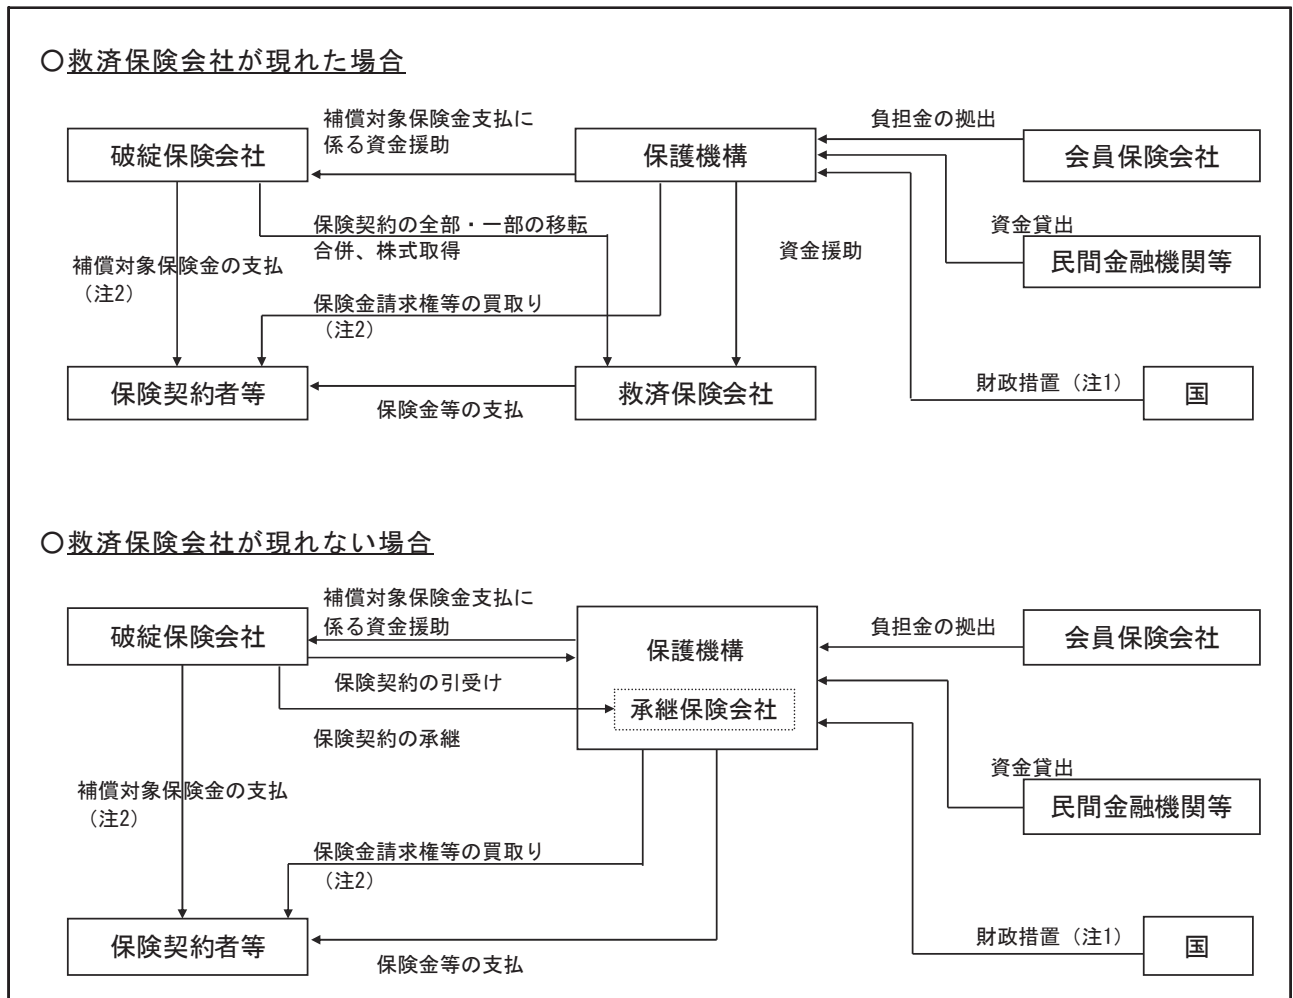 ○救済保険会社が現れた場合
補償対象保険金支払に
係る資金援助
負担金の拠出
破綻保険会社
保護機構
会員保険会社
保険契約の全部・一部の移転
合併、株式取得
資金援助
資金貸出
民間金融機関等
補償対象保険金の支払
（注2）
保険金請求権等の買取り
（注2）
保険契約者等
保険金等の支払
救済保険会社
財政措置（注1）
国
○救済保険会社が現れない場合
補償対象保険金支払に
係る資金援助
負担金の拠出
破綻保険会社
保護機構
会員保険会社
保険契約の引受け
承継保険会社
保険契約の承継
資金貸出
民間金融機関等
補償対象保険金の支払
（注2）
保険金請求権等の買取り
（注2）
保険契約者等
保険金等の支払
財政措置（注1）
国